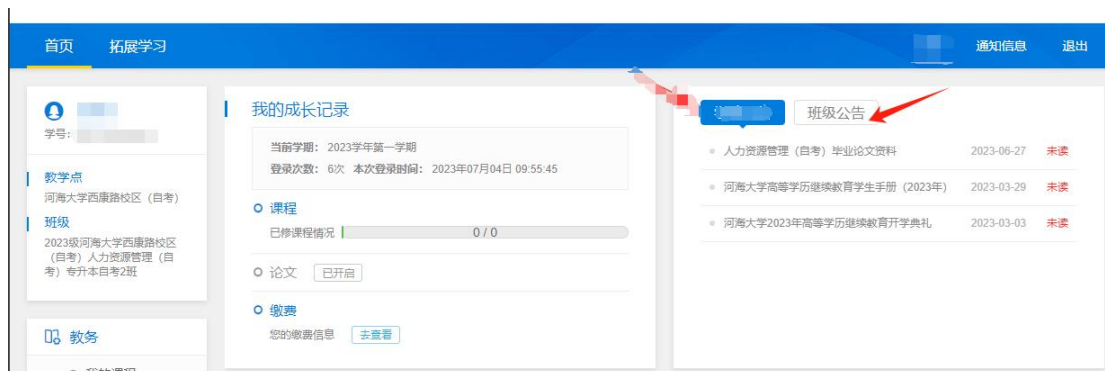 首页 拓展学习 通知信息 退出
学号:
教学点
河海大学西康路校区（自考）
班级
2023级河海大学西康路校区
（自考）人力资源管理（自
考）专升本自考2班
教务
我的成长记录
当前学期： 2023学年第一学期
登录次数： 6次 本次登录时间： 2023年07月04日 09:55:45
课程
已修课程情况 0 / 0
论文 已开启
缴费
您的缴费信息 去查看
班级公告
人力资源管理（自考）毕业论文资料 2023-06-27 未读
河海大学高等学历继续教育学生手册（2023年） 2023-03-29 未读
河海大学2023年高等学历继续教育开学典礼 2023-03-03 未读